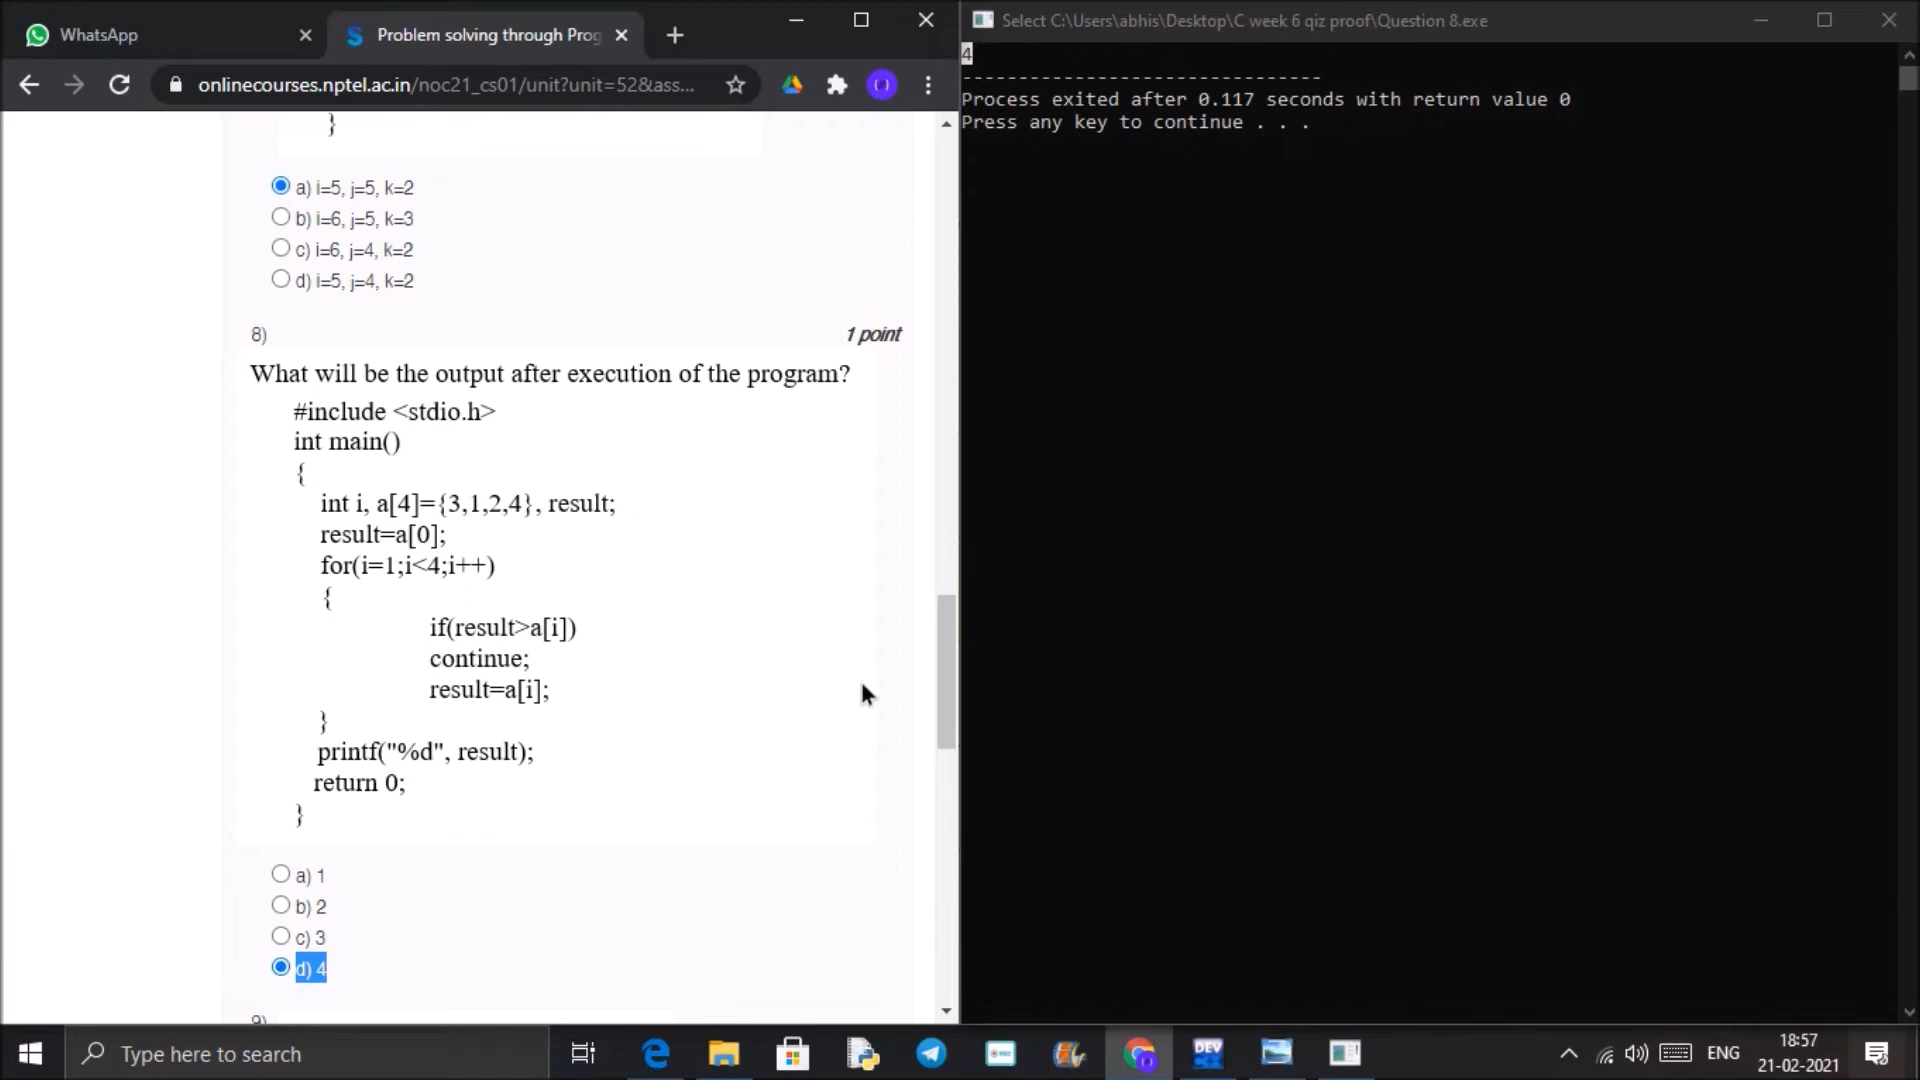 WhatsApp
Problem solving through Prog
onlinecourses.nptel.ac.in/noc21_cs01/unit?unit=52&ass...
}
a) i=5, j=5, k=2
b) i=6, j=5, k=3
c) i=6, j=4, k=2
d) i=5, j=4, k=2
8)
1 point
What will be the output after execution of the program?
#include <stdio.h>
int main()
{
int i, a[4]={3,1,2,4}, result;
result=a[0];
for(i=1;i<4;i++)
{
if(result>a[i])
continue;
result=a[i];
}
printf("%d", result);
return 0;
}
a) 1
b) 2
c) 3
d) 4
9)
Select C:\Users\abhis\Desktop\C week 6 qiz proof\Question 8.exe
4
--------------------------------
Process exited after 0.117 seconds with return value 0
Press any key to continue . . .
Type here to search
DEV
ENG
18:57
21-02-2021